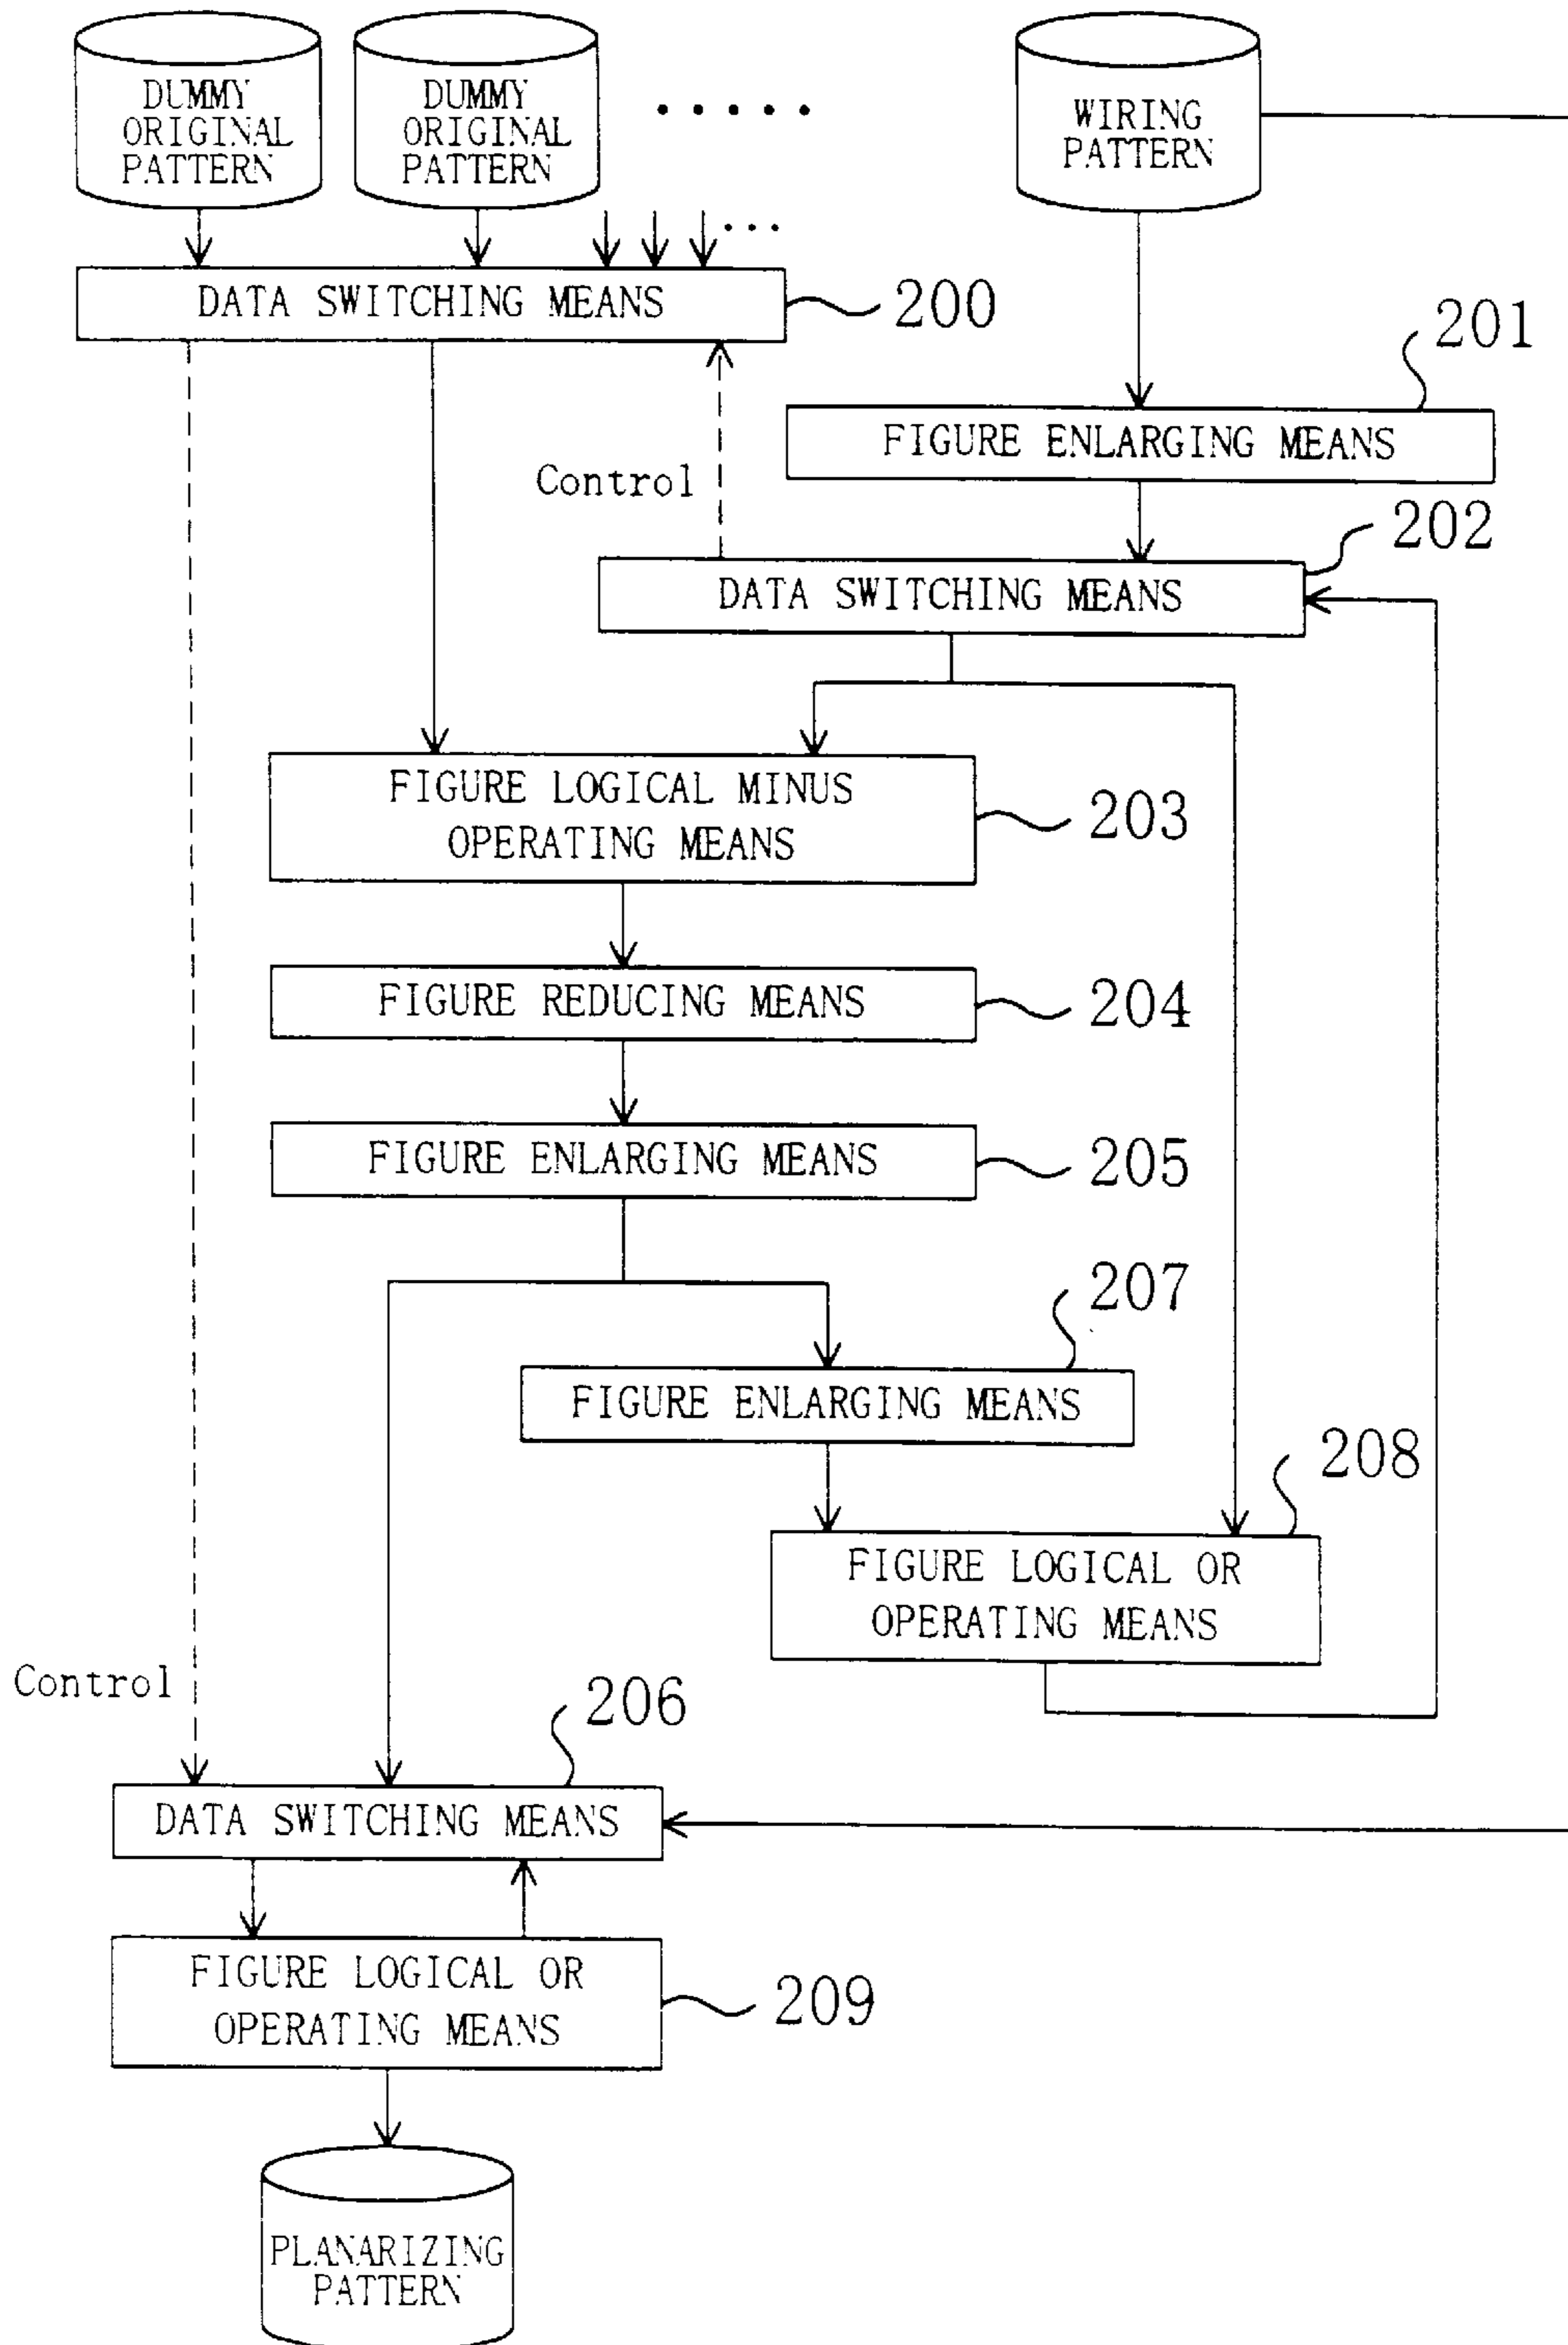 DUMMY
ORIGINAL
PATTERN
DUMMY
ORIGINAL
PATTERN
WIRING
PATTERN
DATA SWITCHING MEANS
200
201
FIGURE ENLARGING MEANS
Control
202
DATA SWITCHING MEANS
FIGURE LOGICAL MINUS
OPERATING MEANS
203
FIGURE REDUCING MEANS
204
FIGURE ENLARGING MEANS
205
207
FIGURE ENLARGING MEANS
208
FIGURE LOGICAL OR
OPERATING MEANS
Control
206
DATA SWITCHING MEANS
FIGURE LOGICAL OR
OPERATING MEANS
209
PLANARIZING
PATTERN